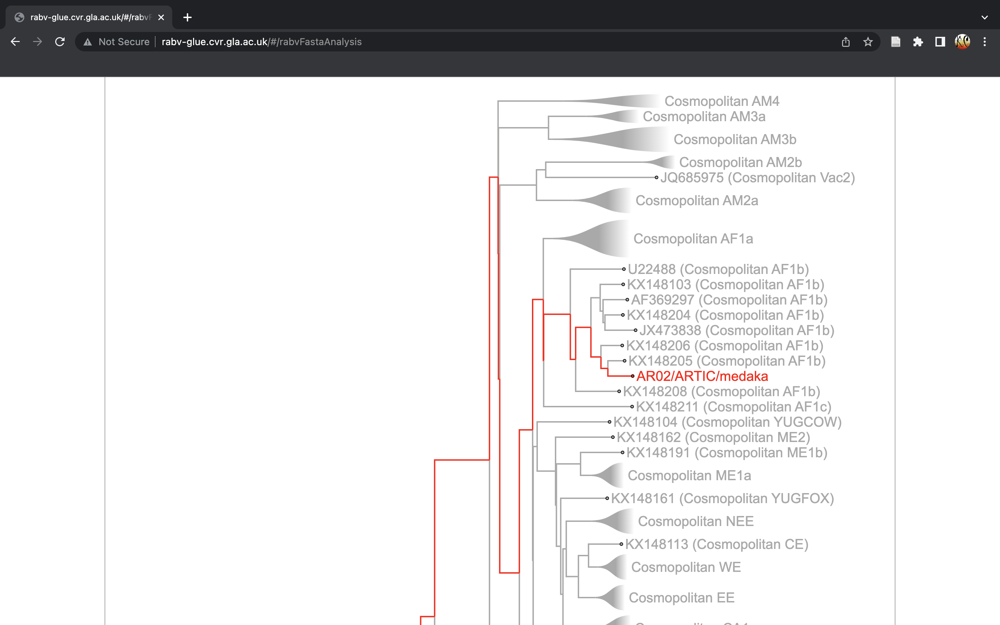 rabv-glue.cvr.gla.ac.uk/#/rabvF
Not Secure rabv-glue.cvr.gla.ac.uk/#/rabvFastaAnalysis
Cosmopolitan AM4
Cosmopolitan AM3a
Cosmopolitan AM3b
Cosmopolitan AM2b
JQ685975 (Cosmopolitan Vac2)
Cosmopolitan AM2a
Cosmopolitan AF1a
U22488 (Cosmopolitan AF1b)
KX148103 (Cosmopolitan AF1b)
AF369297 (Cosmopolitan AF1b)
KX148204 (Cosmopolitan AF1b)
JX473838 (Cosmopolitan AF1b)
KX148206 (Cosmopolitan AF1b)
KX148205 (Cosmopolitan AF1b)
AR02/ARTIC/medaka
KX148208 (Cosmopolitan AF1b)
KX148211 (Cosmopolitan AF1c)
KX148104 (Cosmopolitan YUGCOW)
KX148162 (Cosmopolitan ME2)
KX148191 (Cosmopolitan ME1b)
Cosmopolitan ME1a
KX148161 (Cosmopolitan YUGFOX)
Cosmopolitan NEE
KX148113 (Cosmopolitan CE)
Cosmopolitan WE
Cosmopolitan EE